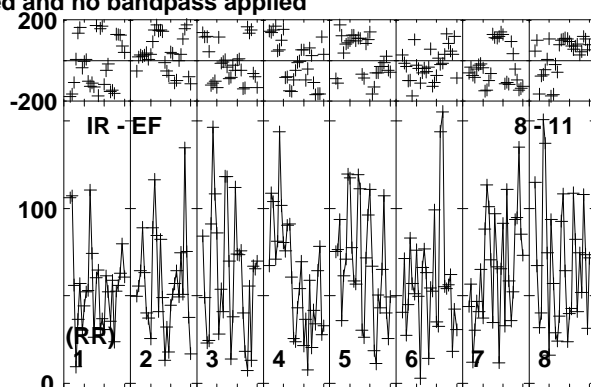 ed and no bandpass applied
200
-200
IR - EF 8 - 11
100
(RR)
1 2 3 4 5 6 7 8
0